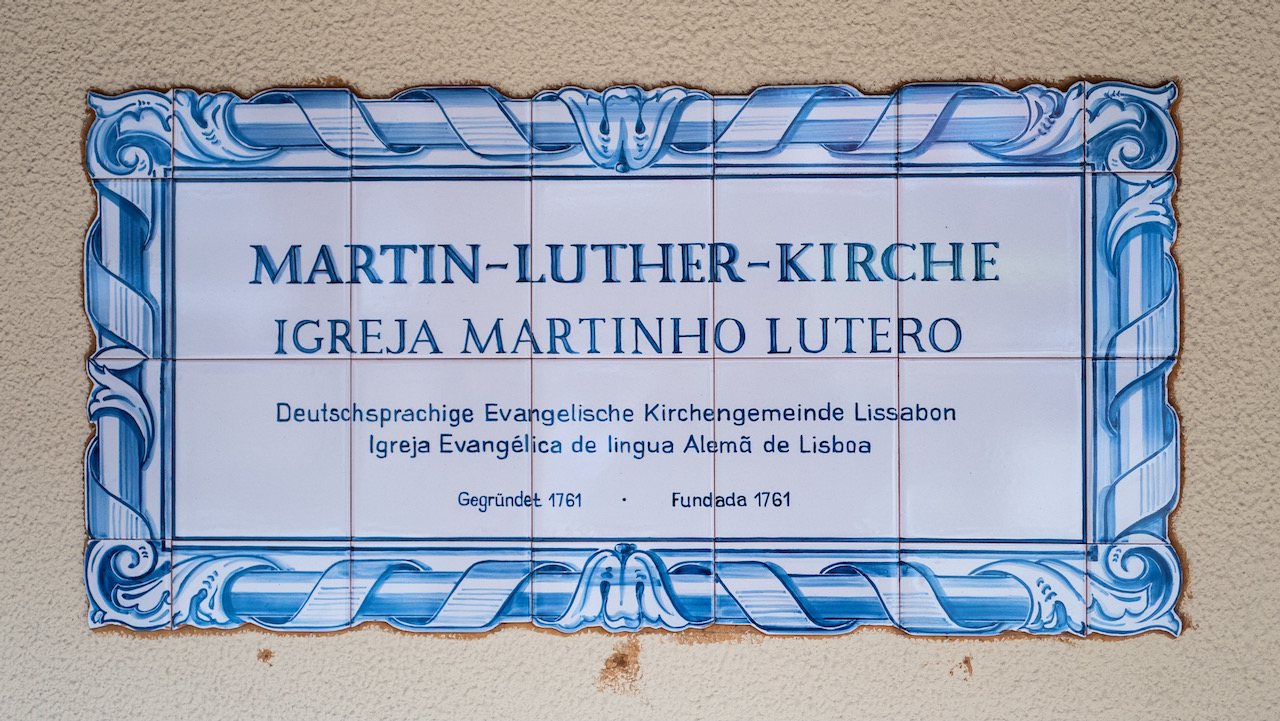 MARTIN-LUTHER-KIRCHE
IGREJA MARTINHO LUTERO
Deutschsprachige Evangelische Kirchengemeinde Lissabon
Igreja Evangélica de lingua Alemã de Lisboa
Gegründet 1761 · Fundada 1761